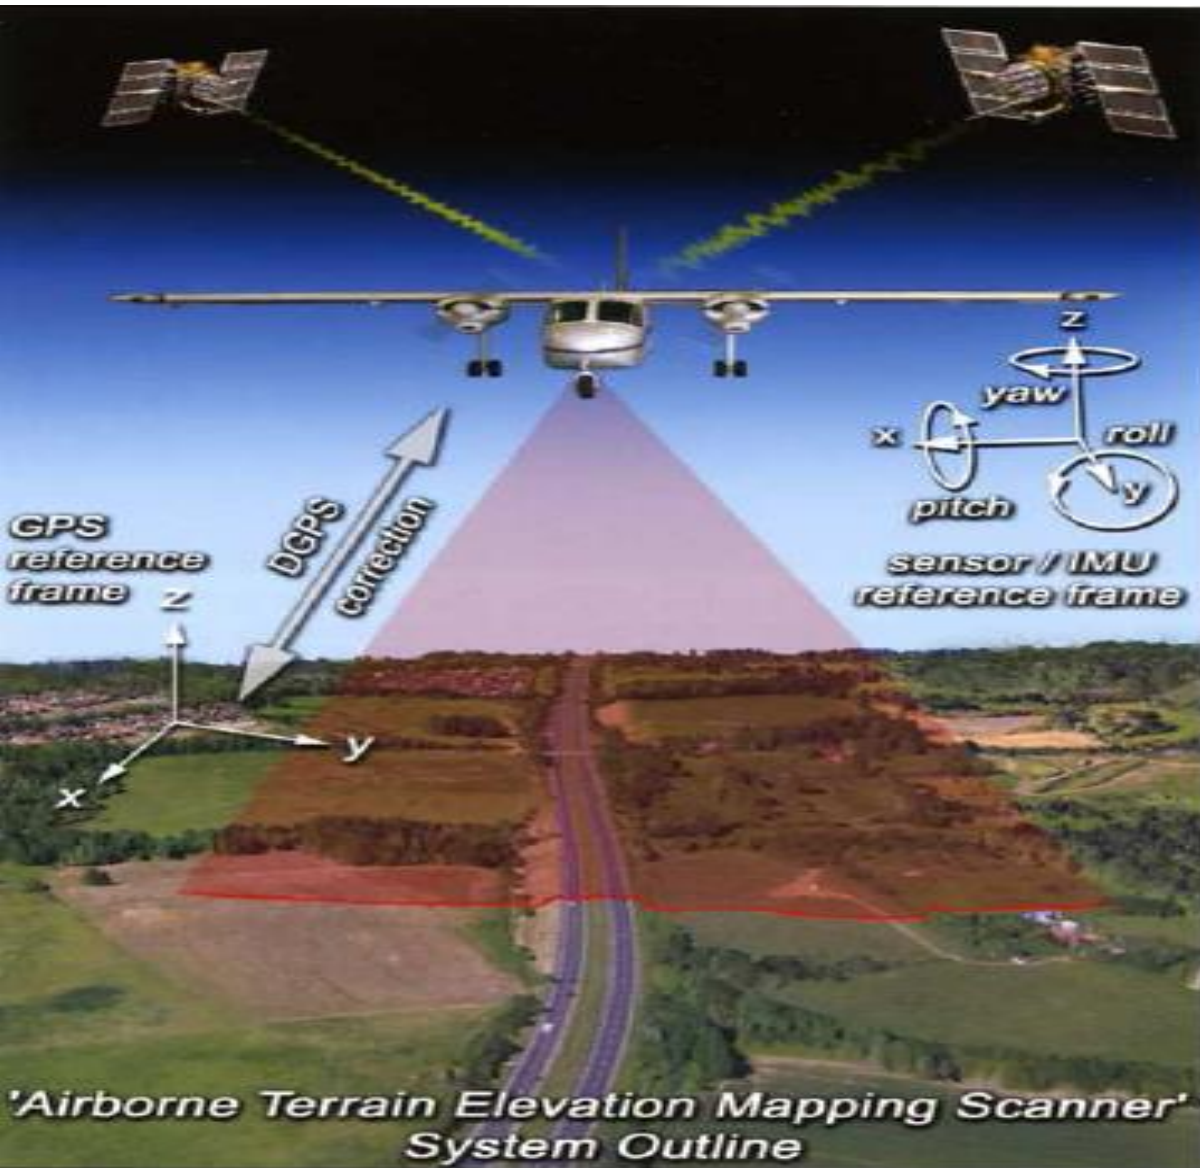 z
yaw
x
roll
y
pitch
sensor / IMU
reference frame
DGPS
correction
GPS
reference
frame
z
y
x
'Airborne Terrain Elevation Mapping Scanner'
System Outline